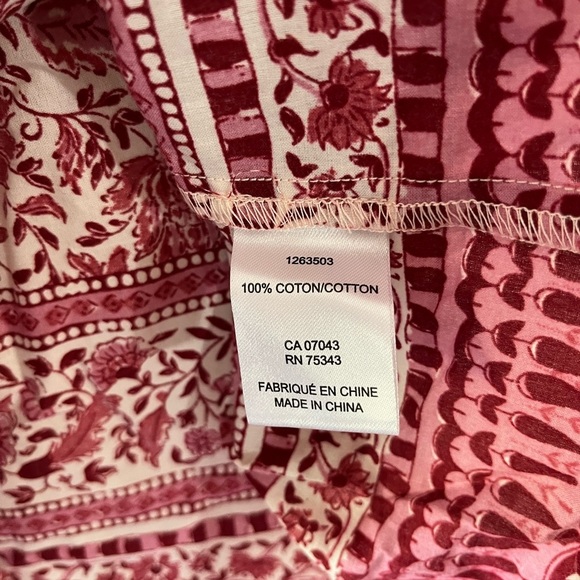 1263503
100% COTON/COTTON
CA 07043
RN 75343
FABRIQUÉ EN CHINE
MADE IN CHINA